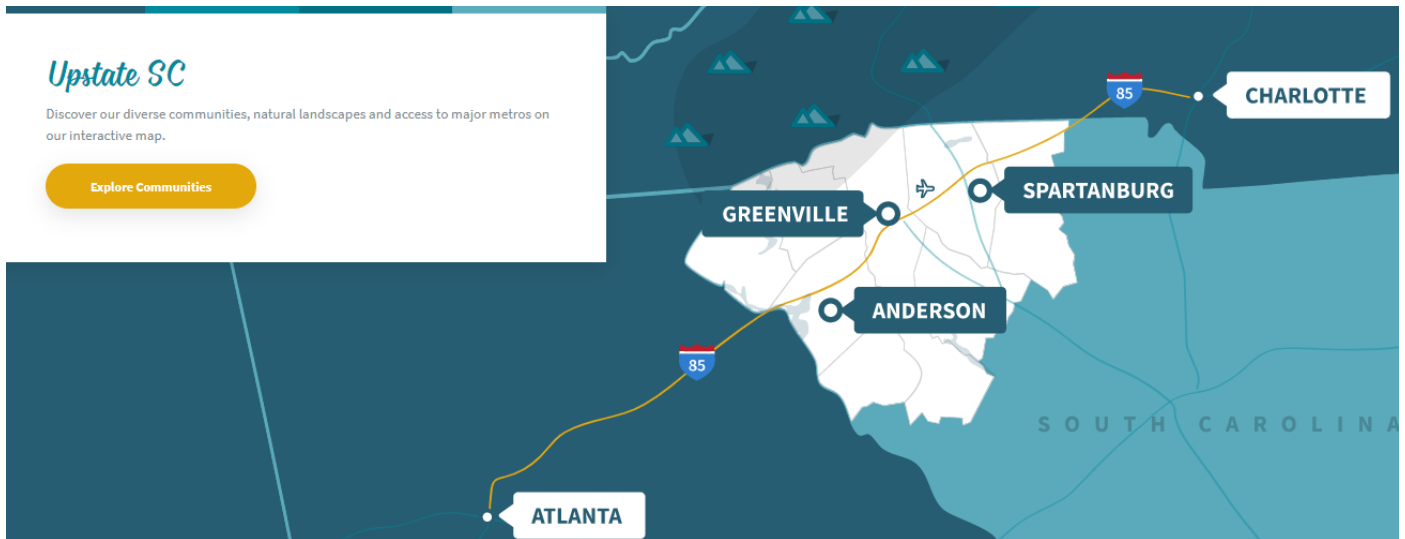 Upstate SC
Discover our diverse communities, natural landscapes and access to major metros on
our interactive map.
Explore Communities
85
CHARLOTTE
SPARTANBURG
GREENVILLE
ANDERSON
85
SOUTH CAROLINA
ATLANTA